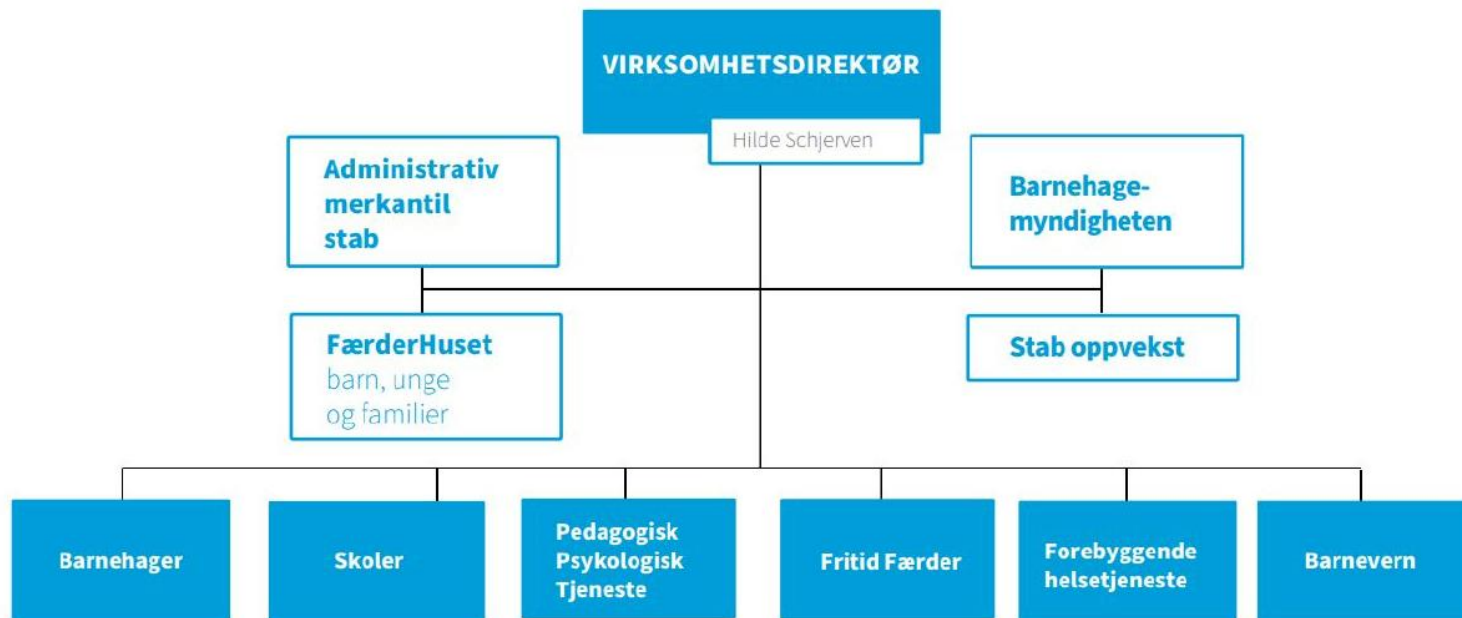 VIRKSOMHETSDIREKTØR
Hilde Schjerven
Administrativ
merkantil
stab
Barnehage-
myndigheten
FærderHuset
barn, unge
og familier
Stab oppvekst
Barnehager
Skoler
Pedagogisk
Psykologisk
Tjeneste
Fritid Færder
Forebyggende
helsetjeneste
Barnevern